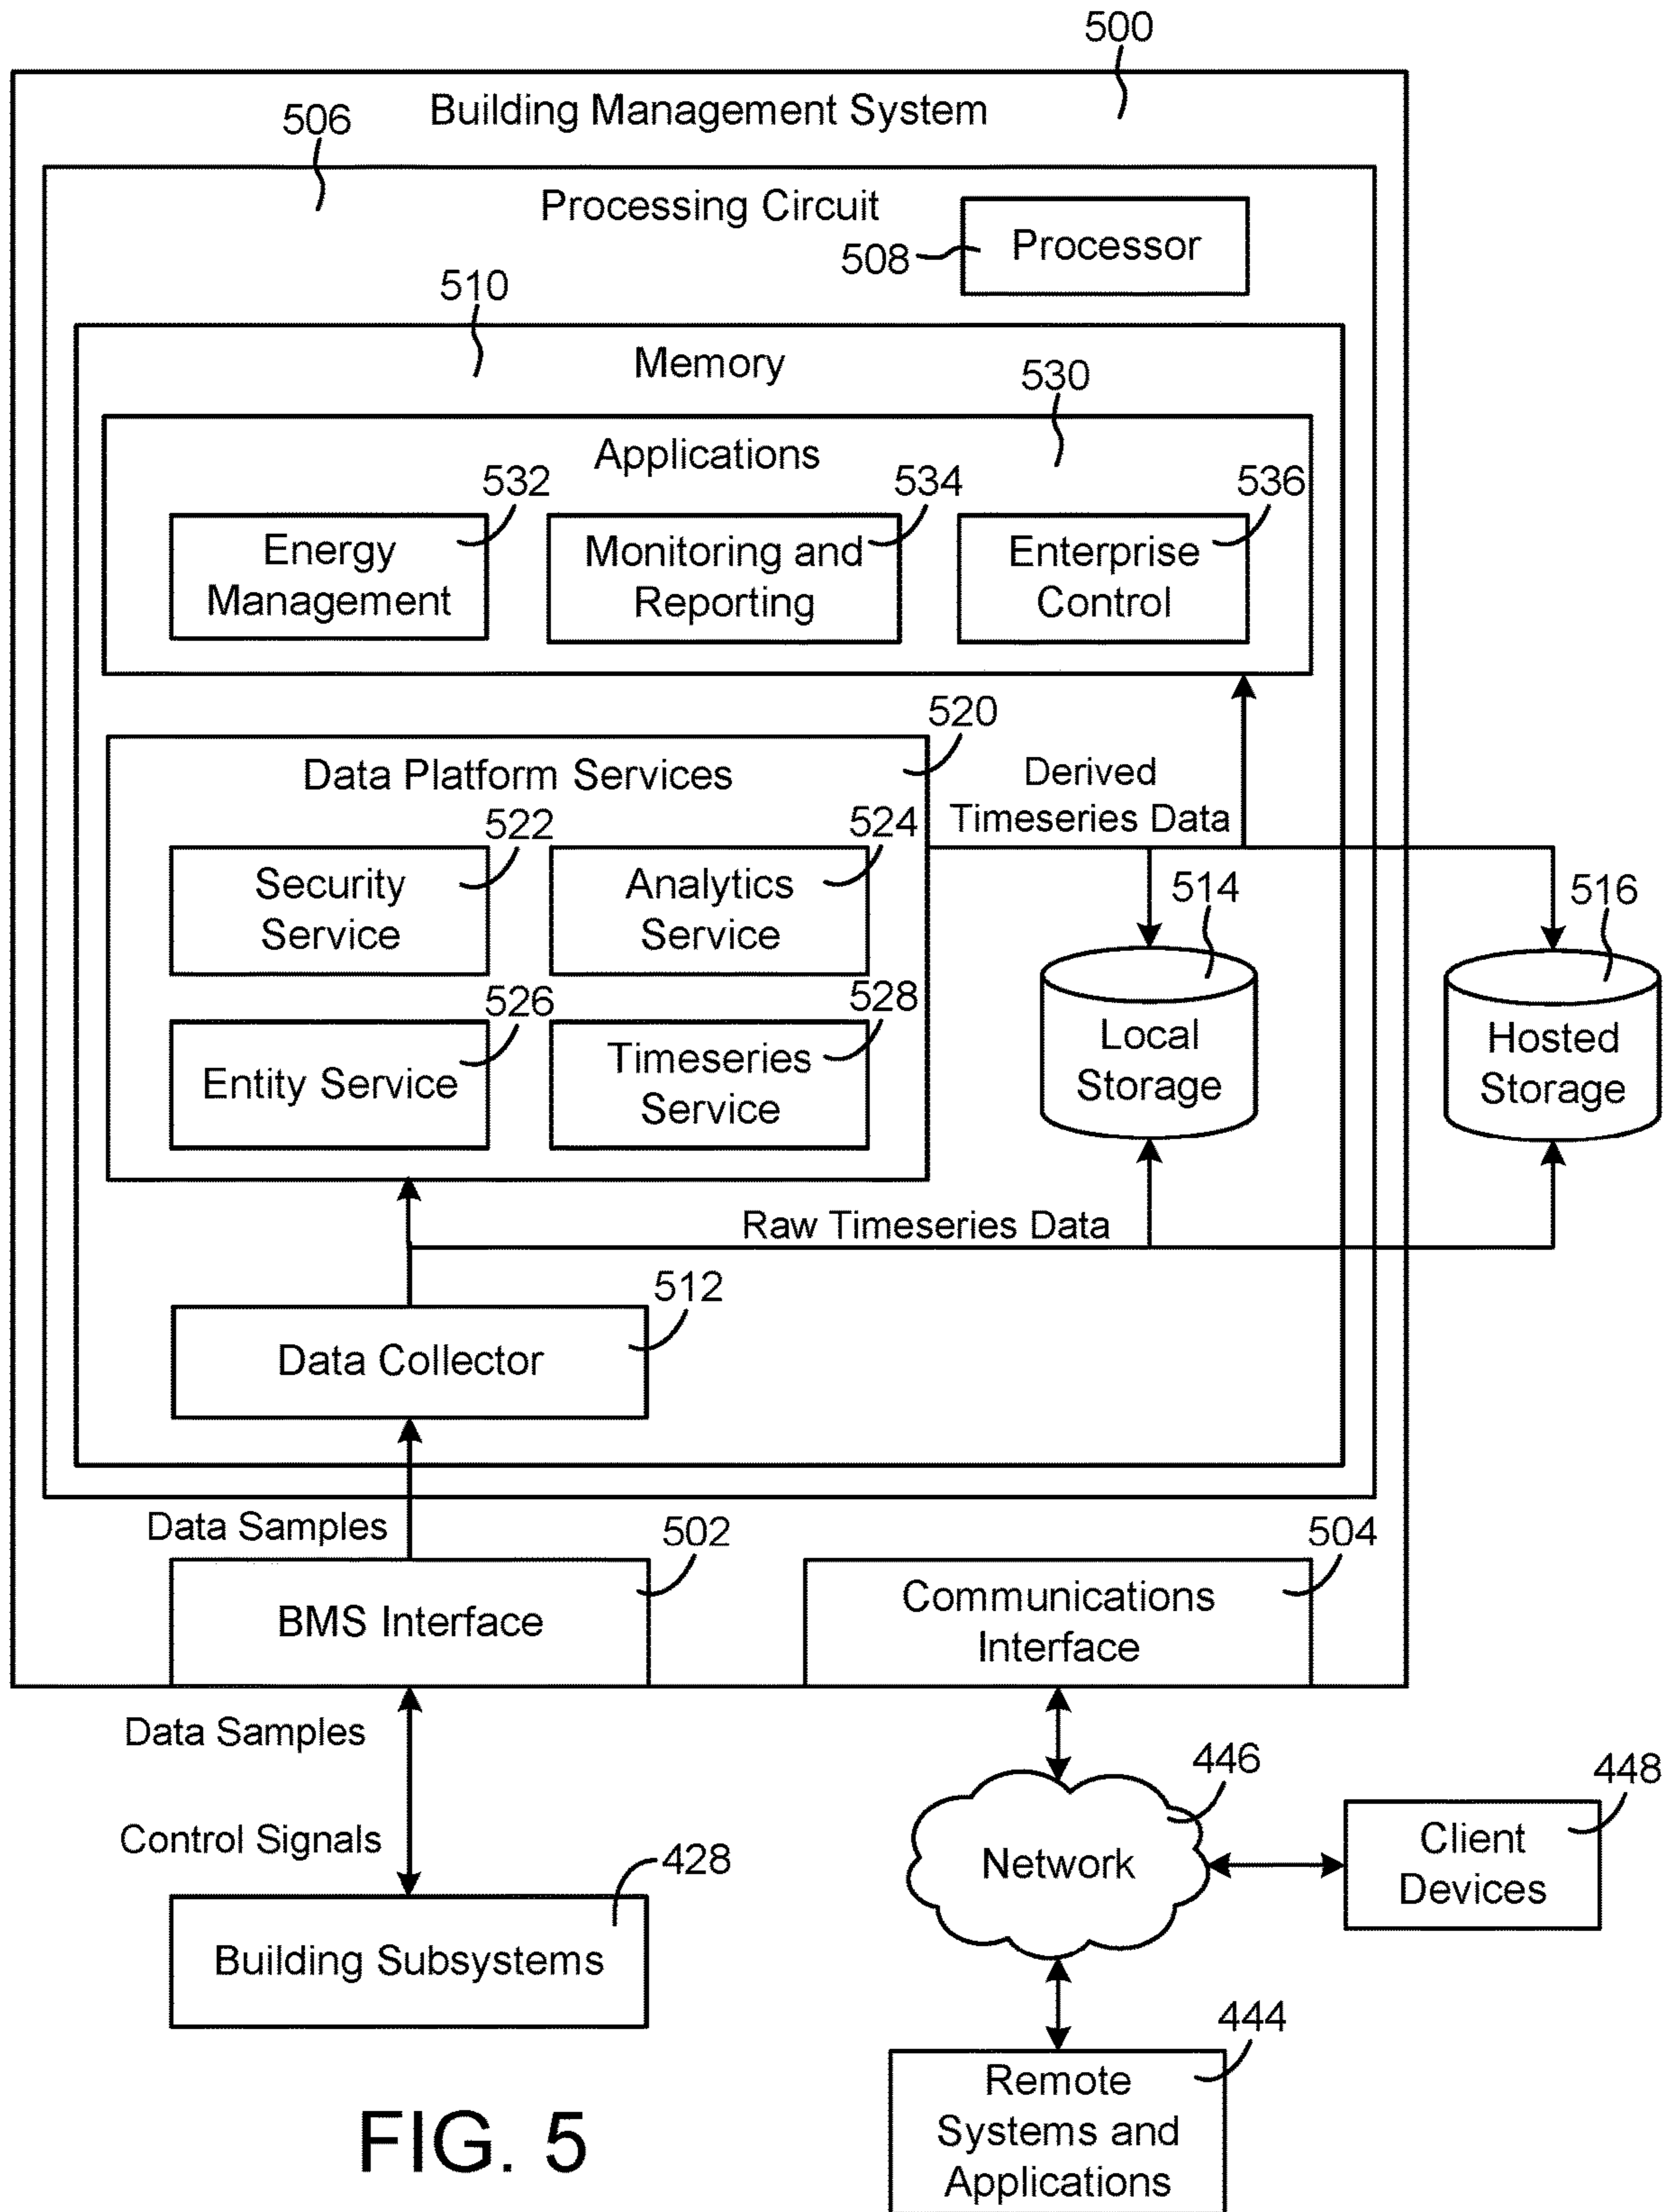 500
Building Management System
506
Processing Circuit
508
Processor
510
Memory
530
Applications
532
534
536
Energy
Management
Monitoring and
Reporting
Enterprise
Control
520
Data Platform Services
Derived
Timeseries Data
522
524
Security
Service
Analytics
Service
514
516
526
528
Entity Service
Timeseries
Service
Local
Storage
Hosted
Storage
Raw Timeseries Data
512
Data Collector
Data Samples
502
504
BMS Interface
Communications
Interface
Data Samples
Control Signals
446
448
Network
Client
Devices
428
Building Subsystems
444
Remote
Systems and
Applications
FIG. 5